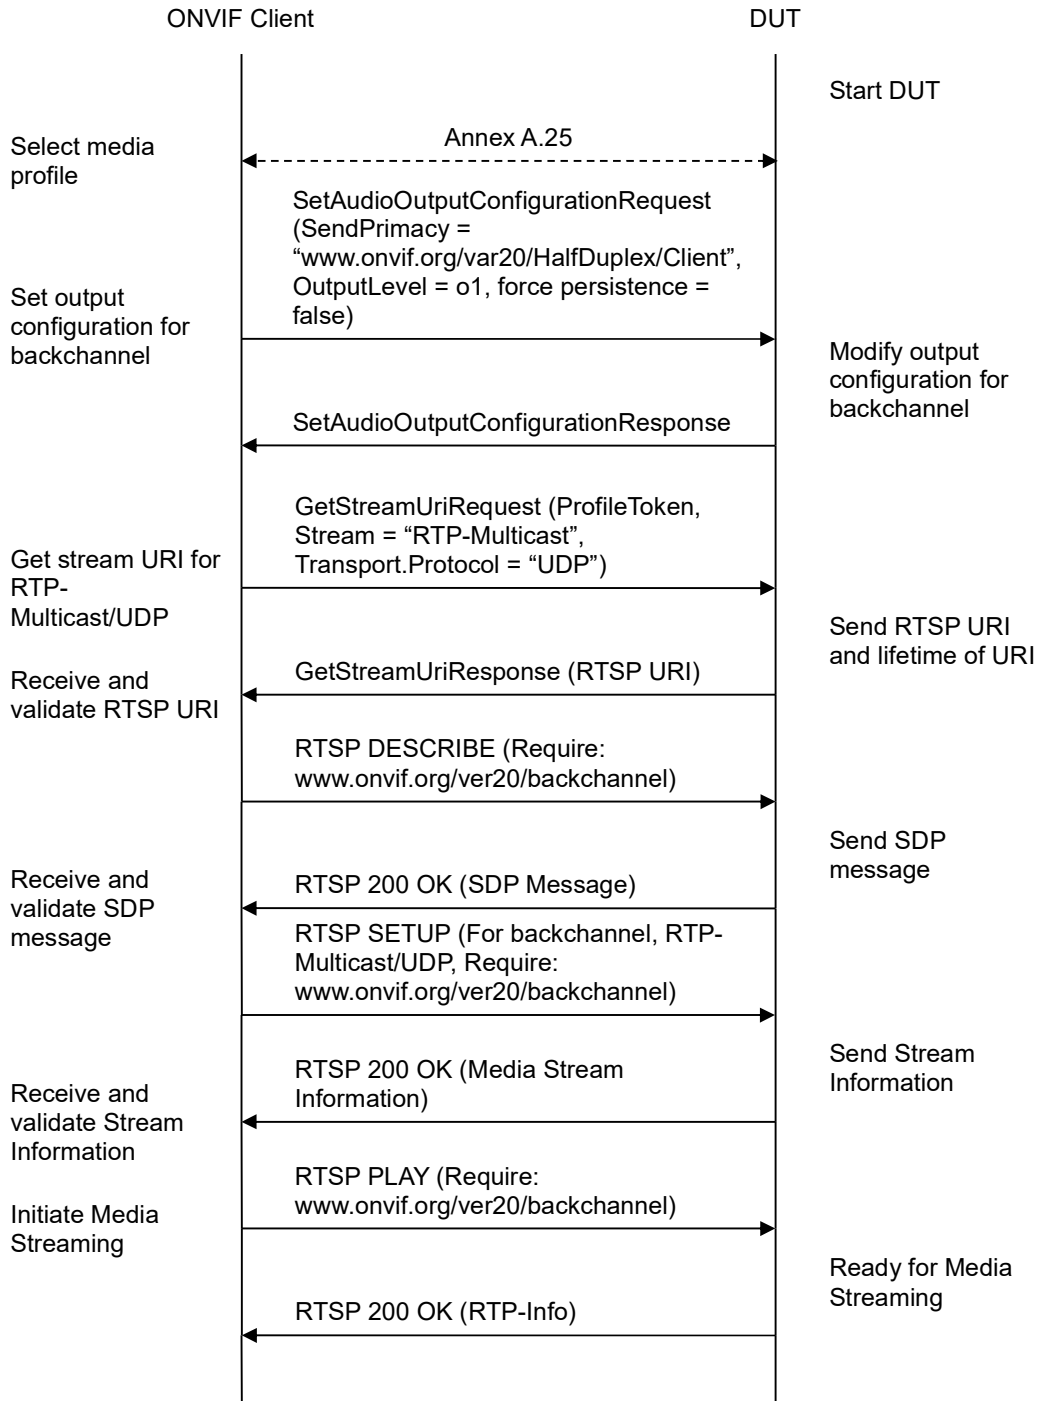 ONVIF Client
DUT
Start DUT
Annex A.25
Select media
profile
SetAudioOutputConfigurationRequest
(SendPrimacy =
“www.onvif.org/var20/HalfDuplex/Client”,
OutputLevel = o1, force persistence =
false)
Set output
configuration for
backchannel
Modify output
configuration for
backchannel
SetAudioOutputConfigurationResponse
GetStreamUriRequest (ProfileToken,
Stream = “RTP-Multicast”,
Transport.Protocol = “UDP”)
Get stream URI for
RTP-
Multicast/UDP
Send RTSP URI
and lifetime of URI
GetStreamUriResponse (RTSP URI)
Receive and
validate RTSP URI
RTSP DESCRIBE (Require:
www.onvif.org/ver20/backchannel)
Send SDP
message
RTSP 200 OK (SDP Message)
Receive and
validate SDP
message
RTSP SETUP (For backchannel, RTP-
Multicast/UDP, Require:
www.onvif.org/ver20/backchannel)
Send Stream
Information
RTSP 200 OK (Media Stream
Information)
Receive and
validate Stream
Information
RTSP PLAY (Require:
www.onvif.org/ver20/backchannel)
Initiate Media
Streaming
Ready for Media
Streaming
RTSP 200 OK (RTP-Info)